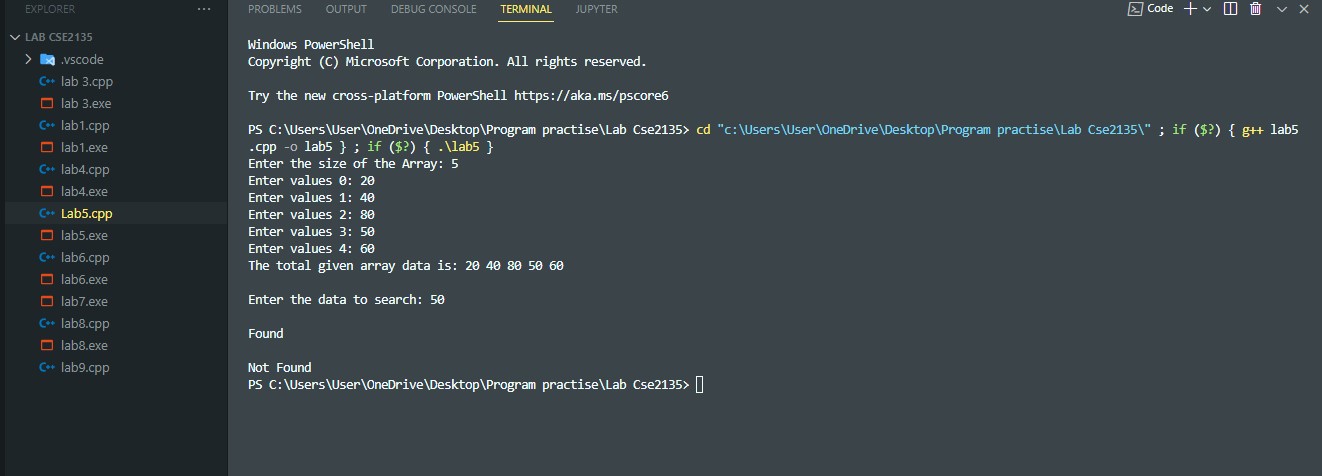 EXPLORER
LAB CSE2135
.vscode
lab 3.cpp
lab 3.exe
lab1.cpp
lab1.exe
lab4.cpp
lab4.exe
Lab5.cpp
lab5.exe
lab6.cpp
lab6.exe
lab7.exe
lab8.cpp
lab8.exe
lab9.cpp
PROBLEMS OUTPUT DEBUG CONSOLE TERMINAL JUPYTER
Code
Windows PowerShell
Copyright (C) Microsoft Corporation. All rights reserved.
Try the new cross-platform PowerShell https://aka.ms/pscore6
PS C:\Users\User\OneDrive\Desktop\Program practise\Lab Cse2135> cd "c:\Users\User\OneDrive\Desktop\Program practise\Lab Cse2135\" ; if ($?) { g++ lab5
.cpp -o lab5 } ; if ($?) { .\lab5 }
Enter the size of the Array: 5
Enter values 0: 20
Enter values 1: 40
Enter values 2: 80
Enter values 3: 50
Enter values 4: 60
The total given array data is: 20 40 80 50 60
Enter the data to search: 50
Found
Not Found
PS C:\Users\User\OneDrive\Desktop\Program practise\Lab Cse2135>